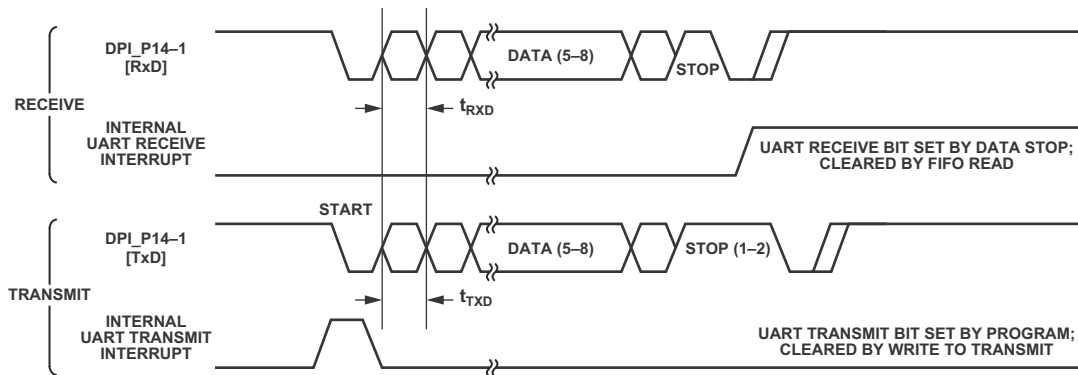 RECEIVE
DPI_P14–1
[RxD]
DATA (5–8)
STOP
tRXD
INTERNAL
UART RECEIVE
INTERRUPT
UART RECEIVE BIT SET BY DATA STOP;
CLEARED BY FIFO READ
TRANSMIT
START
DPI_P14–1
[TxD]
DATA (5–8)
STOP (1–2)
tTXD
INTERNAL
UART TRANSMIT
INTERRUPT
UART TRANSMIT BIT SET BY PROGRAM;
CLEARED BY WRITE TO TRANSMIT